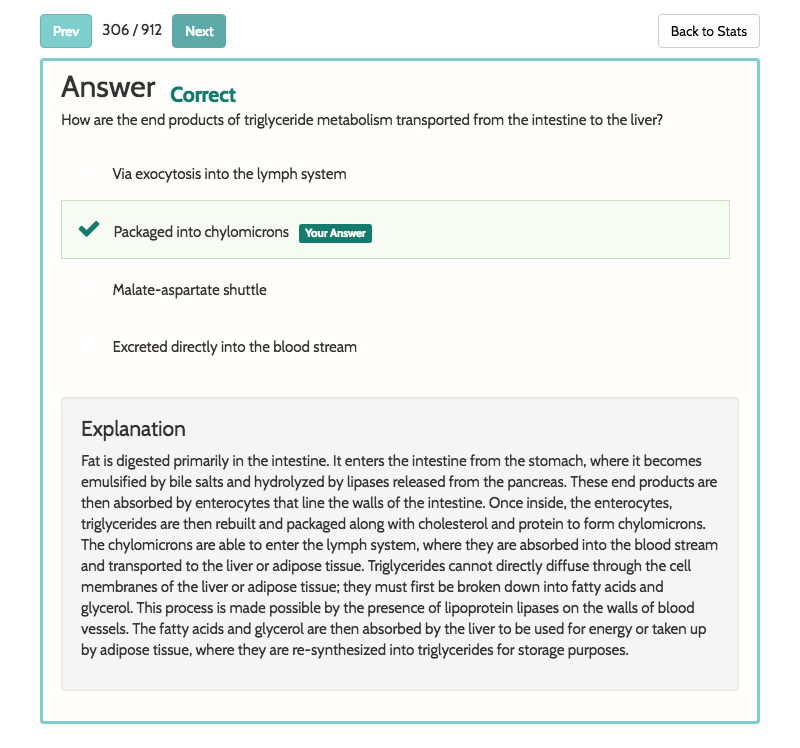 Prev 306 / 912 Next Back to Stats
Answer Correct
How are the end products of triglyceride metabolism transported from the intestine to the liver?
Via exocytosis into the lymph system
Packaged into chylomicrons Your Answer
Malate-aspartate shuttle
Excreted directly into the blood stream
Explanation
Fat is digested primarily in the intestine. It enters the intestine from the stomach, where it becomes
emulsified by bile salts and hydrolyzed by lipases released from the pancreas. These end products are
then absorbed by enterocytes that line the walls of the intestine. Once inside, the enterocytes,
triglycerides are then rebuilt and packaged along with cholesterol and protein to form chylomicrons.
The chylomicrons are able to enter the lymph system, where they are absorbed into the blood stream
and transported to the liver or adipose tissue. Triglycerides cannot directly diffuse through the cell
membranes of the liver or adipose tissue; they must first be broken down into fatty acids and
glycerol. This process is made possible by the presence of lipoprotein lipases on the walls of blood
vessels. The fatty acids and glycerol are then absorbed by the liver to be used for energy or taken up
by adipose tissue, where they are re-synthesized into triglycerides for storage purposes.